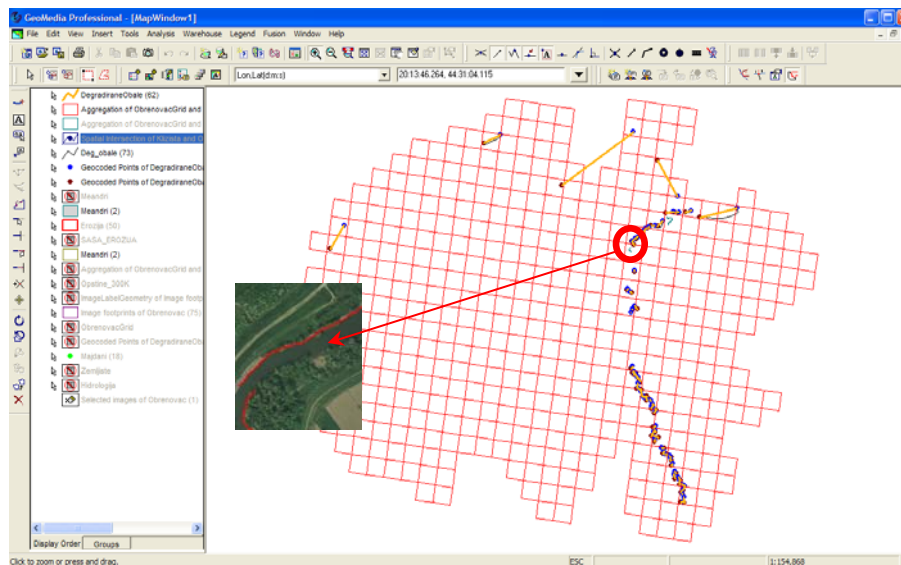 GeoMedia Professional - [MapWindow1]
File Edit View Insert Tools Analysis Warehouse Legend Fusion Window Help
Lon,Lat(d:m:s)
20:13:46.264, 44:31:04.115
DegradiraneObale (62)
Aggregation of ObrenovacGrid and
Aggregation of ObrenovacGrid and
Spatial Intersection of Klizista and O
Deg_obale (73)
Geocoded Points of DegradiraneOb
Geocoded Points of DegradiraneOb
Meandri
Meandri (2)
Erozija (50)
SASA_EROZIJA
Meandri (2)
Aggregation of ObrenovacGrid and
Opstine_300K
ImageLabelGeometry of Image footp
Image footprints of Obrenovac (75)
ObrenovacGrid
Geocoded Points of DegradiraneOb
Majdani (18)
Zemljiste
Hidrologija
Selected images of Obrenovac (1)
Display Order Groups
Click to zoom or press and drag.
ESC
1:154,868